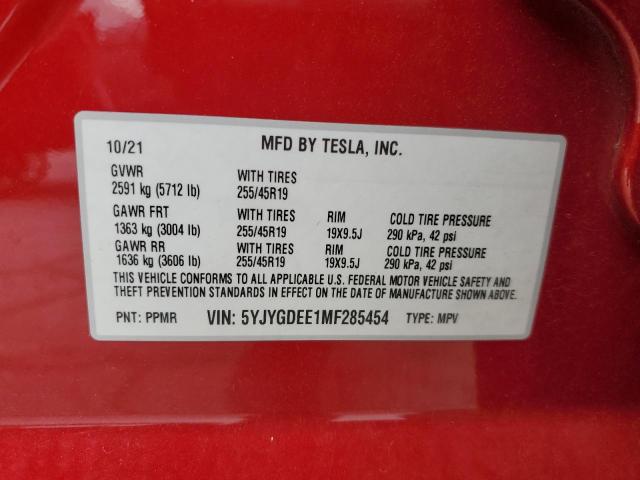 10/21 MFD BY TESLA, INC.
GVWR WITH TIRES
2591 kg (5712 lb) 255/45R19
GAWR FRT WITH TIRES RIM COLD TIRE PRESSURE
1363 kg (3004 lb) 255/45R19 19X9.5J 290 kPa, 42 psi
GAWR RR WITH TIRES RIM COLD TIRE PRESSURE
1636 kg (3606 lb) 255/45R19 19X9.5J 290 kPa, 42 psi
THIS VEHICLE CONFORMS TO ALL APPLICABLE U.S. FEDERAL MOTOR VEHICLE SAFETY AND
THEFT PREVENTION STANDARDS IN EFFECT ON THE DATE OF MANUFACTURE SHOWN ABOVE.
PNT: PPMR VIN: 5YJYGDEE1MF285454 TYPE: MPV